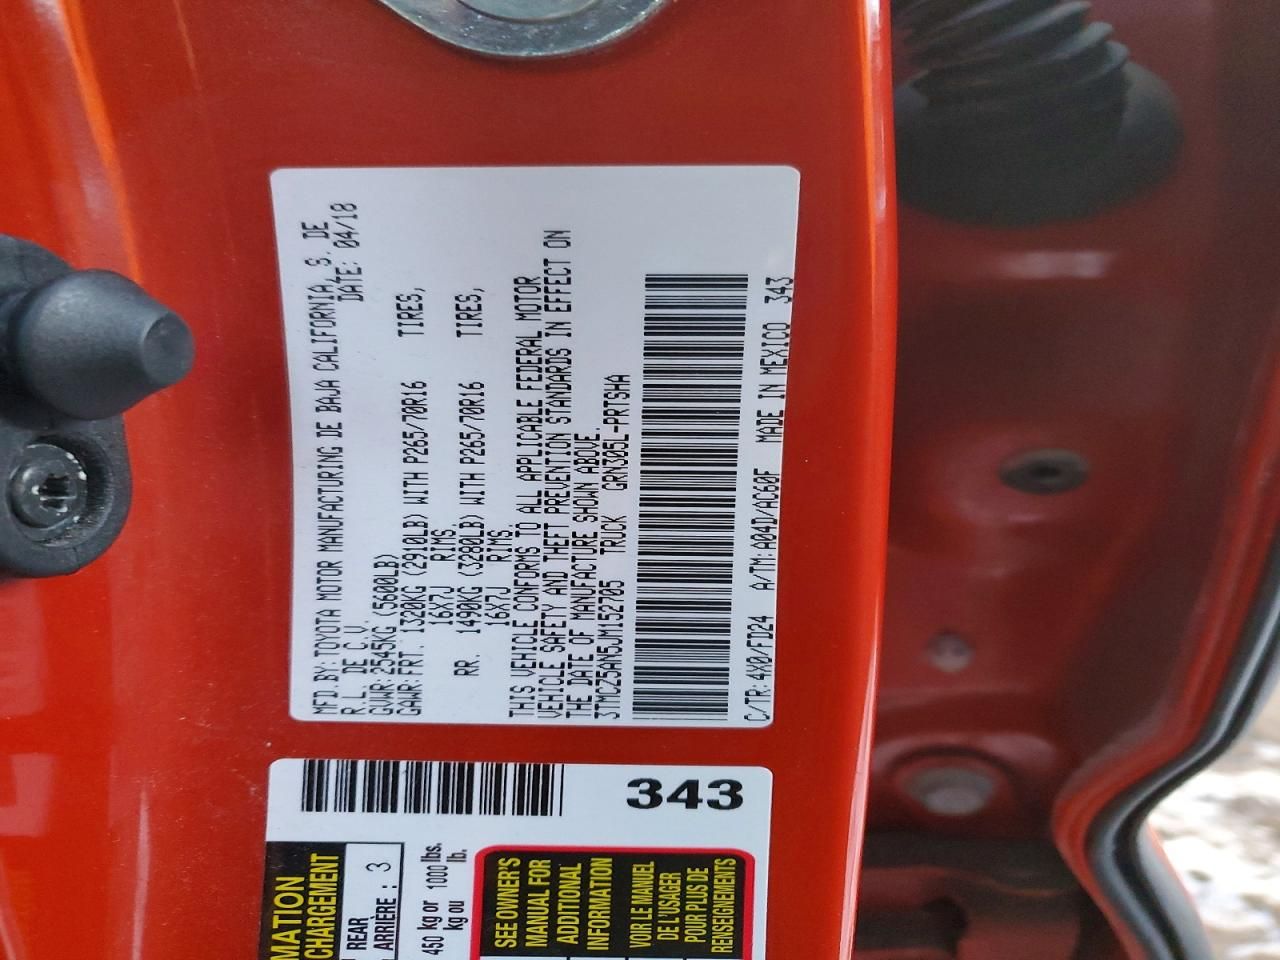 MFD.BY:TOYOTA MOTOR MANUFACTURING DE BAJA CALIFORNIA,S. DE
R.L. DE C.V. DATE: 04/18
GVWR:2545KG (5600LB)
GAWR:FRT. 1320KG (2910LB) WITH P265/70R16 TIRES,
16X7J RIMS,
RR. 1490KG (3280LB) WITH P265/70R16 TIRES,
16X7J RIMS.
THIS VEHICLE CONFORMS TO ALL APPLICABLE FEDERAL MOTOR
VEHICLE SAFETY AND THEFT PREVENTION STANDARDS IN EFFECT ON
THE DATE OF MANUFACTURE SHOWN ABOVE.
3TMCZ5AN5JM152705 TRUCK GRN305L-PRTSHA
C/TR:4X0/FD24 A/TM:A04D/AC60F MADE IN MEXICO 343
343
MATION
CHARGEMENT
REAR
ARRIÈRE : 3
450 kg or 1000 lbs.
kg ou lb.
SEE OWNER'S
MANUAL FOR
ADDITIONAL
INFORMATION
VOIR LE MANUEL
DE L'USAGER
POUR PLUS DE
RENSEIGNEMENTS